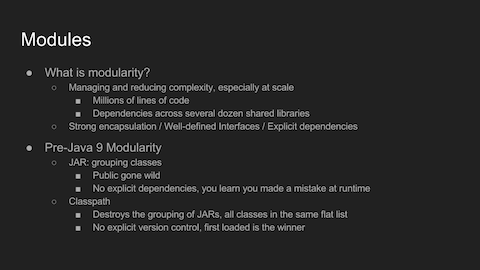 Modules
● What is modularity?
○ Managing and reducing complexity, especially at scale
■ Millions of lines of code
■ Dependencies across several dozen shared libraries
○ Strong encapsulation / Well-defined Interfaces / Explicit dependencies
● Pre-Java 9 Modularity
○ JAR: grouping classes
■ Public gone wild
■ No explicit dependencies, you learn you made a mistake at runtime
○ Classpath
■ Destroys the grouping of JARs, all classes in the same flat list
■ No explicit version control, first loaded is the winner